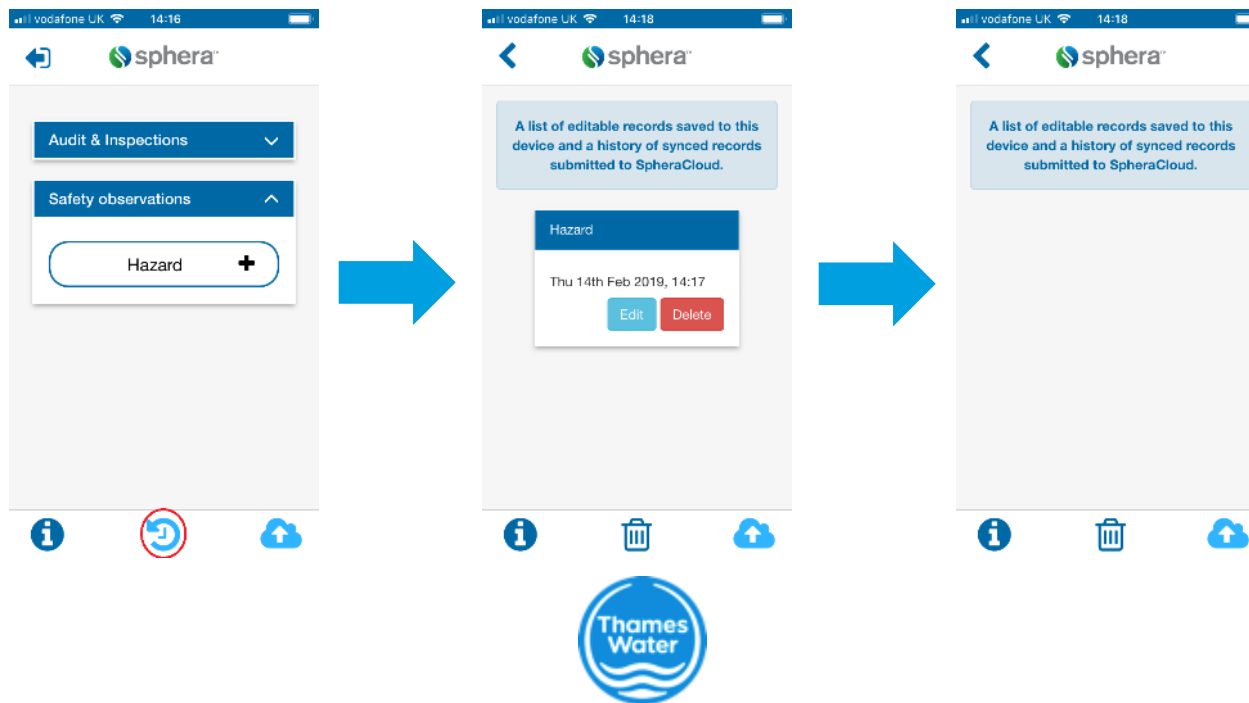 vodafone UK 14:16
sphera™
Audit & Inspections
Safety observations
Hazard
vodafone UK 14:18
sphera™
A list of editable records saved to this
device and a history of synced records
submitted to SpheraCloud.
Hazard
Thu 14th Feb 2019, 14:17
Edit Delete
vodafone UK 14:18
sphera™
A list of editable records saved to this
device and a history of synced records
submitted to SpheraCloud.
Thames
Water